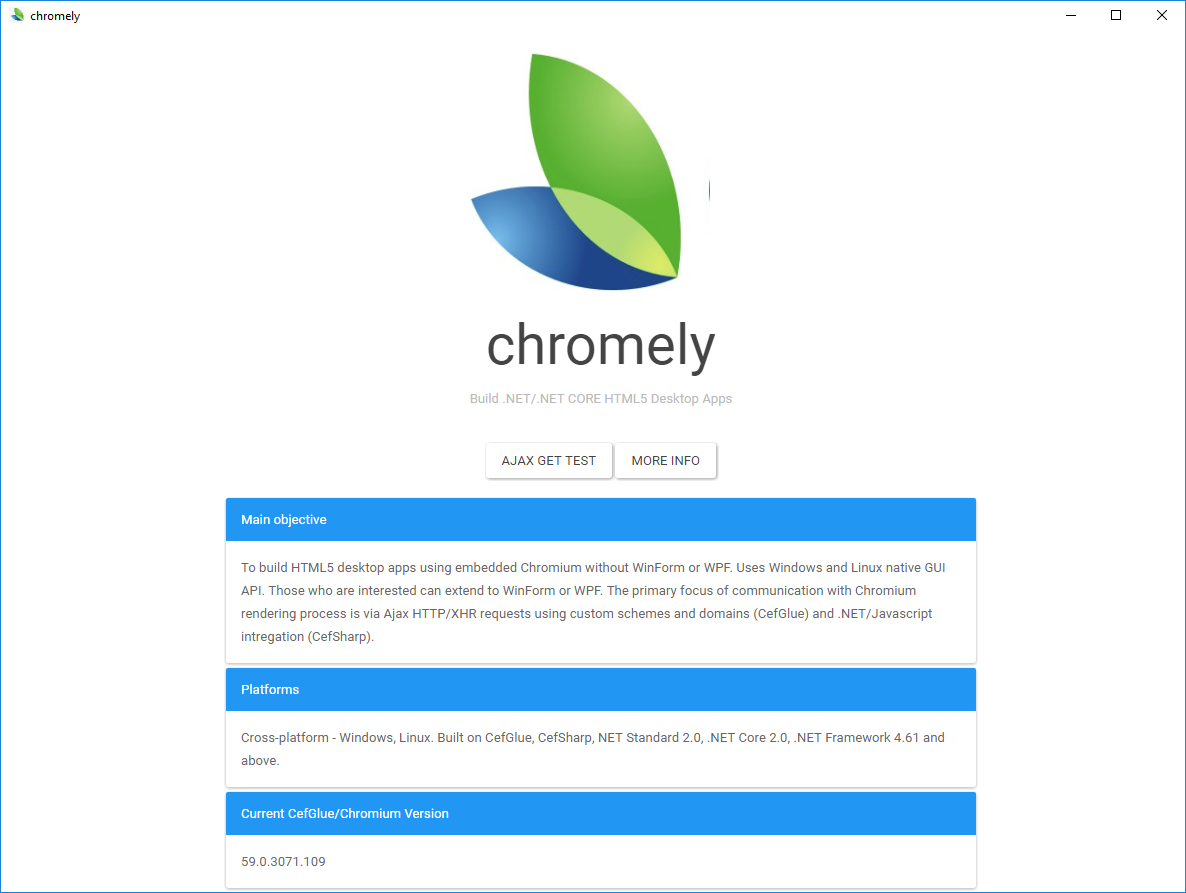 chromely
chromely
Build .NET/.NET CORE HTML5 Desktop Apps
AJAX GET TEST MORE INFO
Main objective
To build HTML5 desktop apps using embedded Chromium without WinForm or WPF. Uses Windows and Linux native GUI
API. Those who are interested can extend to WinForm or WPF. The primary focus of communication with Chromium
rendering process is via Ajax HTTP/XHR requests using custom schemes and domains (CefGlue) and .NET/Javascript
intregation (CefSharp).
Platforms
Cross-platform - Windows, Linux. Built on CefGlue, CefSharp, NET Standard 2.0, .NET Core 2.0, .NET Framework 4.61 and
above.
Current CefGlue/Chromium Version
59.0.3071.109